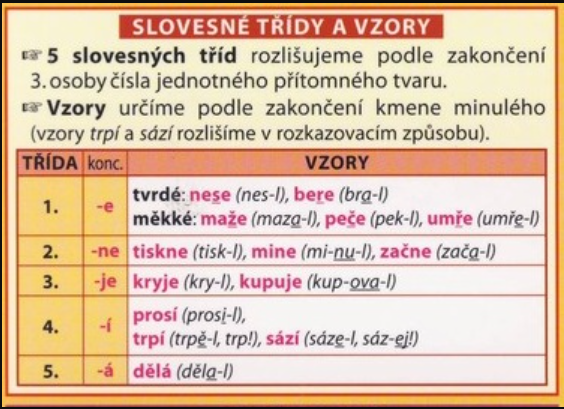 SLOVESNÉ TŘÍDY A VZORY
☞ 5 slovesných tříd rozlišujeme podle zakončení
3. osoby čísla jednotného přítomného tvaru.
☞ Vzory určíme podle zakončení kmene minulého
(vzory trpí a sází rozlišíme v rozkazovacím způsobu).
TŘÍDA konc. VZORY
1. -e tvrdé: nese (nes-l), bere (bra-l)
měkké: maže (maza-l), peče (pek-l), umře (umře-l)
2. -ne tiskne (tisk-l), mine (mi-nu-l), začne (zača-l)
3. -je kryje (kry-l), kupuje (kup-ova-l)
4. -í prosí (prosi-l),
trpí (trpě-l, trp!), sází (sáze-l, sáz-ej!)
5. -á dělá (děla-l)